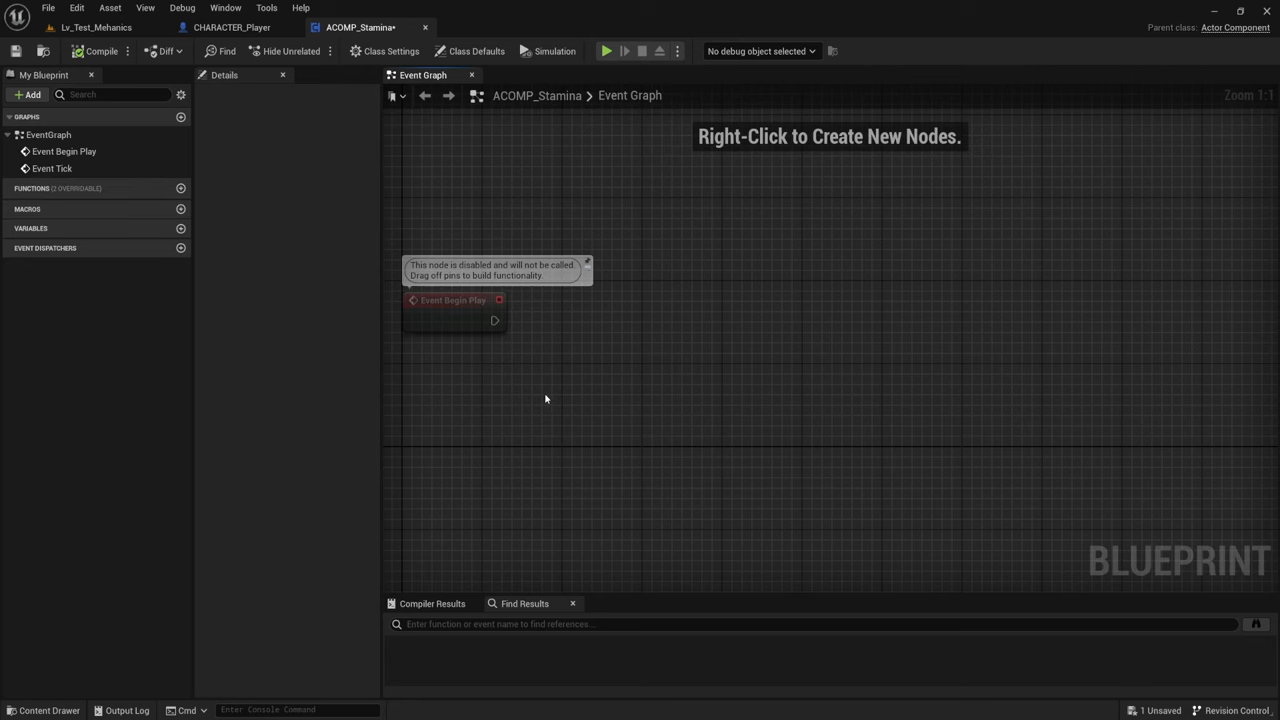 File Edit Asset View Debug Window Tools Help
Lv_Test_Mehanics CHARACTER_Player ACOMP_Stamina* Parent class: Actor Component
Compile Diff Find Hide Unrelated Class Settings Class Defaults Simulation No debug object selected
My Blueprint Details Event Graph
Add Search ACOMP_Stamina > Event Graph Zoom 1:1
GRAPHS
EventGraph
Event Begin Play
Event Tick
FUNCTIONS (2 OVERRIDABLE)
MACROS
VARIABLES
EVENT DISPATCHERS
Right-Click to Create New Nodes.
This node is disabled and will not be called.
Drag off pins to build functionality.
Event Begin Play
BLUEPRINT
Compiler Results Find Results
Enter function or event name to find references...
Content Drawer Output Log Cmd Enter Console Command 1 Unsaved Revision Control